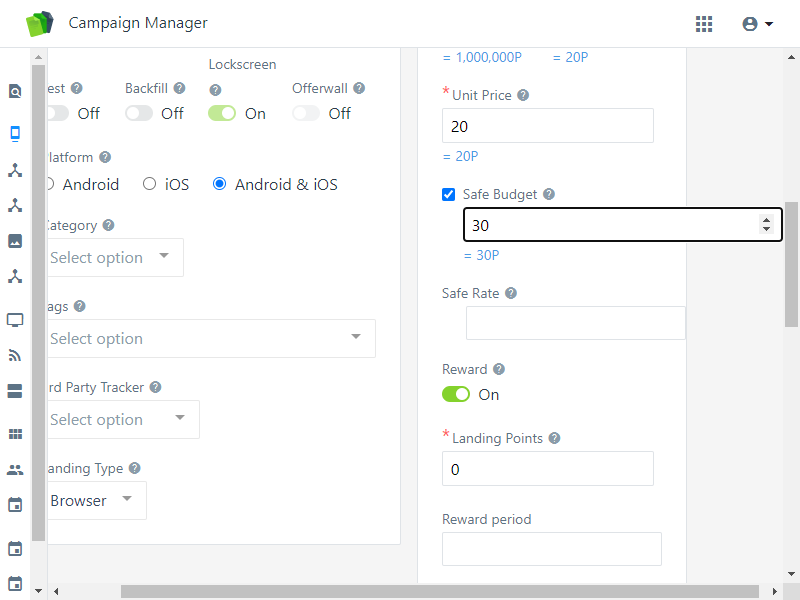 Campaign Manager
Lockscreen
est
Backfill
Offerwall
Off
Off
On
Off
latform
Android
iOS
Android & iOS
Category
Select option
ags
Select option
rd Party Tracker
Select option
anding Type
Browser
= 1,000,000P
= 20P
*Unit Price
20
= 20P
Safe Budget
30
= 30P
Safe Rate
Reward
On
*Landing Points
0
Reward period